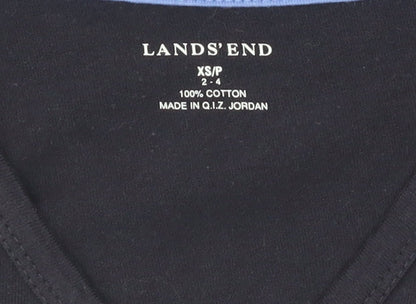 LANDS' END
XS/P
2 - 4
100% COTTON
MADE IN Q.I.Z. JORDAN